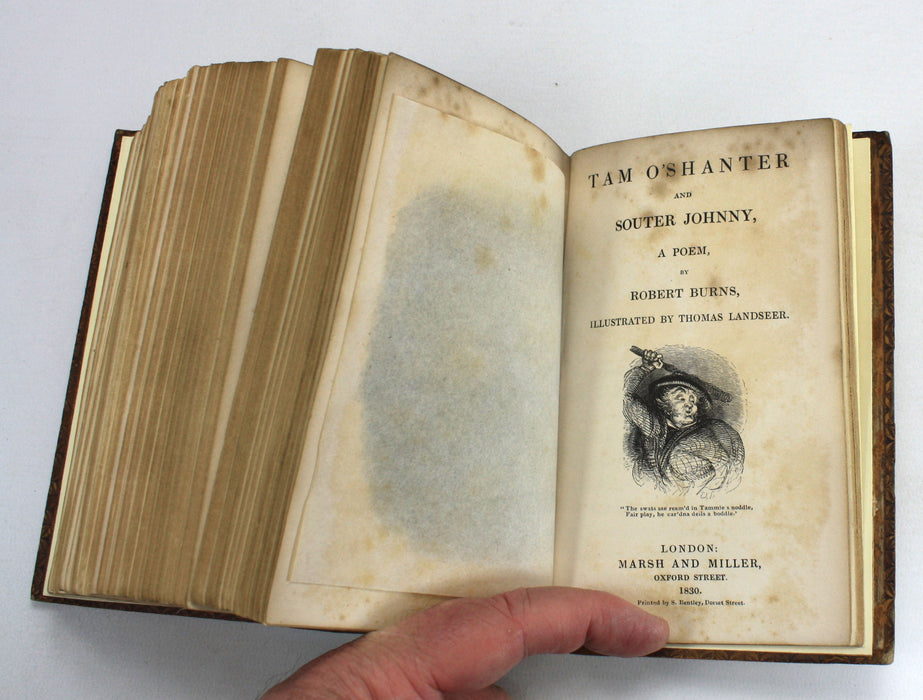 TAM O'SHANTER
AND
SOUTER JOHNNY,
A POEM,
BY
ROBERT BURNS,
ILLUSTRATED BY THOMAS LANDSEER.
"The swats sae ream'd in Tammie's noddle,
Fair play, he car'dna deils a boddle."
LONDON:
MARSH AND MILLER,
OXFORD STREET.
1830.
Printed by S. Bentley, Dorset Street.